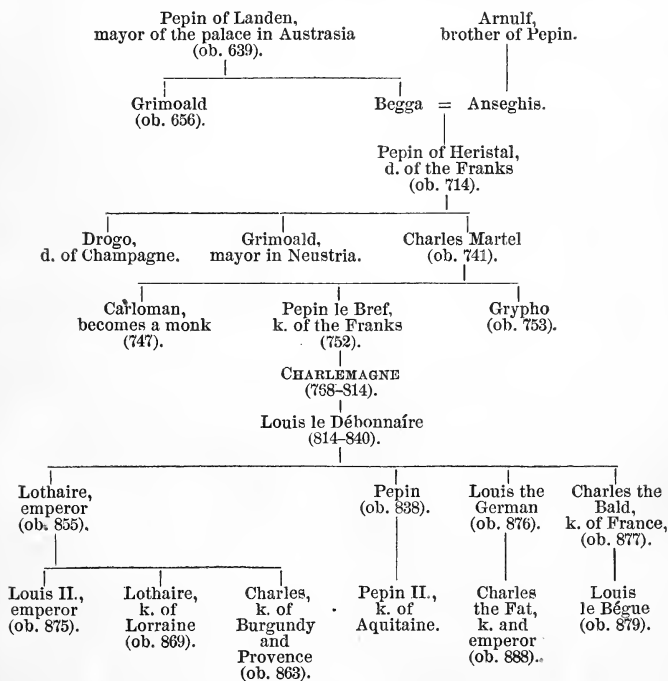 Pepin of Landen,
mayor of the palace in Austrasia
(ob. 639).
Arnulf,
brother of Pepin.
Grimoald
(ob. 656).
Begga = Anseghis.
Pepin of Heristal,
d. of the Franks
(ob. 714).
Drogo,
d. of Champagne.
Grimoald,
mayor in Neustria.
Charles Martel
(ob. 741).
Carloman,
becomes a monk
(747).
Pepin le Bref,
k. of the Franks
(752).
Grypho
(ob. 753).
CHARLEMAGNE
(768–814).
Louis le Débonnaíre
(814–840).
Lothaire,
emperor
(ob. 855).
Pepin
(ob. 838).
Louis the
German
(ob. 876).
Charles the
Bald,
k. of France,
(ob. 877).
Louis II.,
emperor
(ob. 875).
Lothaire,
k. of
Lorraine
(ob. 869).
Charles,
k. of
Burgundy
and
Provence
(ob. 863).
Pepin II.,
k. of
Aquitaine.
Charles
the Fat,
k. and
emperor
(ob. 888).
Louis
le Bégue
(ob. 879).